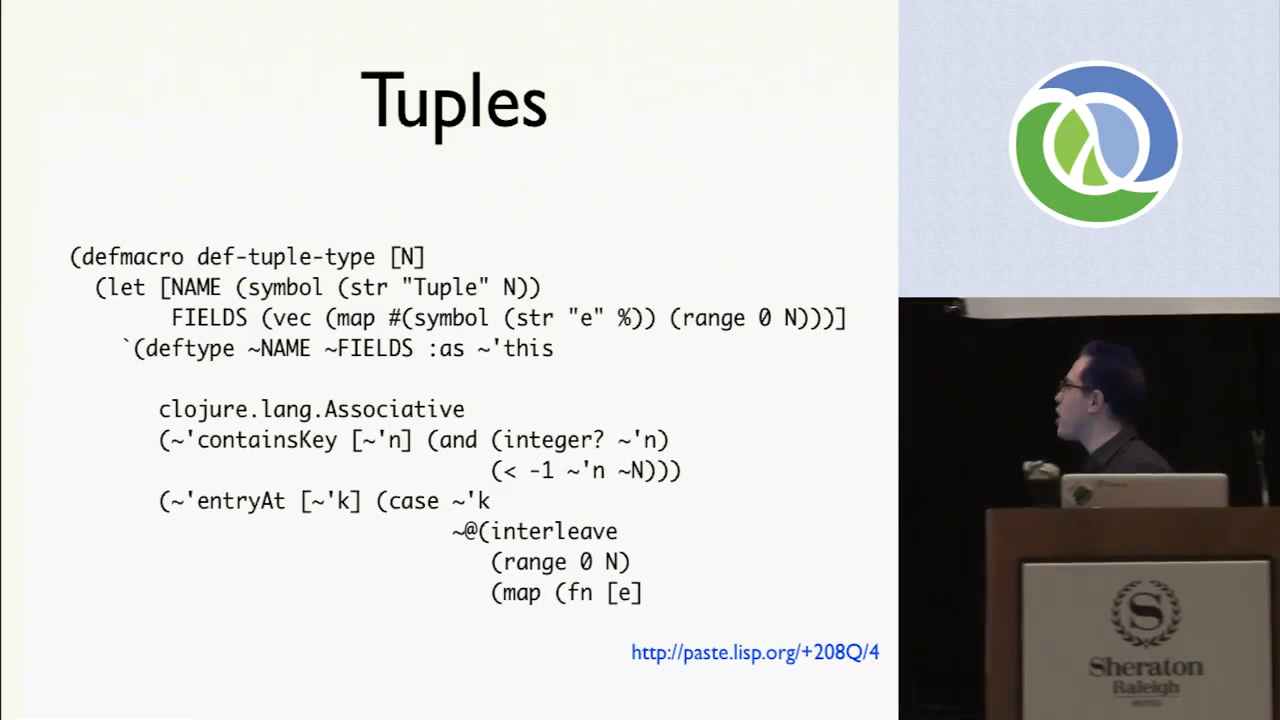 Tuples
(defmacro def-tuple-type [N]
(let [NAME (symbol (str "Tuple" N))
FIELDS (vec (map #(symbol (str "e" %)) (range 0 N)))]
`(deftype ~NAME ~FIELDS :as ~'this
clojure.lang.Associative
(~'containsKey [~'n] (and (integer? ~'n)
(< -1 ~'n ~N)))
(~'entryAt [~'k] (case ~'k
~@(interleave
(range 0 N)
(map (fn [e]
http://paste.lisp.org/+208Q/4
S
Sheraton
Raleigh